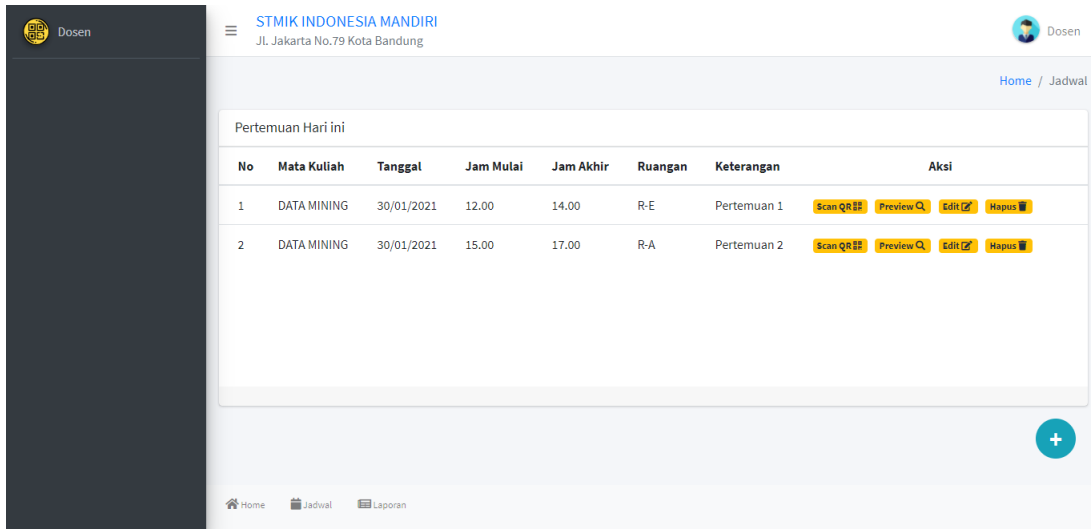 Dosen
STMIK INDONESIA MANDIRI
Jl. Jakarta No.79 Kota Bandung
Dosen
Home / Jadwal
Pertemuan Hari ini
No Mata Kuliah Tanggal Jam Mulai Jam Akhir Ruangan Keterangan Aksi
1 DATA MINING 30/01/2021 12.00 14.00 R-E Pertemuan 1 Scan QR Preview Edit Hapus
2 DATA MINING 30/01/2021 15.00 17.00 R-A Pertemuan 2 Scan QR Preview Edit Hapus
+
Home Jadwal Laporan